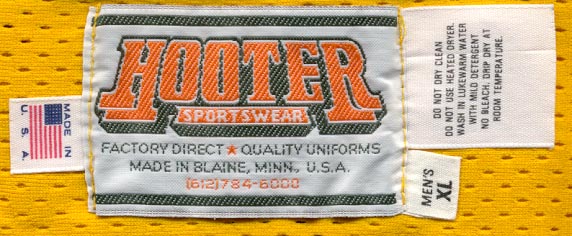 HOUTER
SPORTSWEAR
FACTORY DIRECT ★ QUALITY UNIFORMS
MADE IN BLAINE, MINN., U.S.A.
(612)784-6000
MADE IN
U. S. A.
DO NOT DRY CLEAN
DO NOT USE HEATED DRYER.
WASH IN LUKEWARM WATER
WITH MILD DETERGENT
NO BLEACH. DRIP DRY AT
ROOM TEMPERATURE.
MEN'S
XL